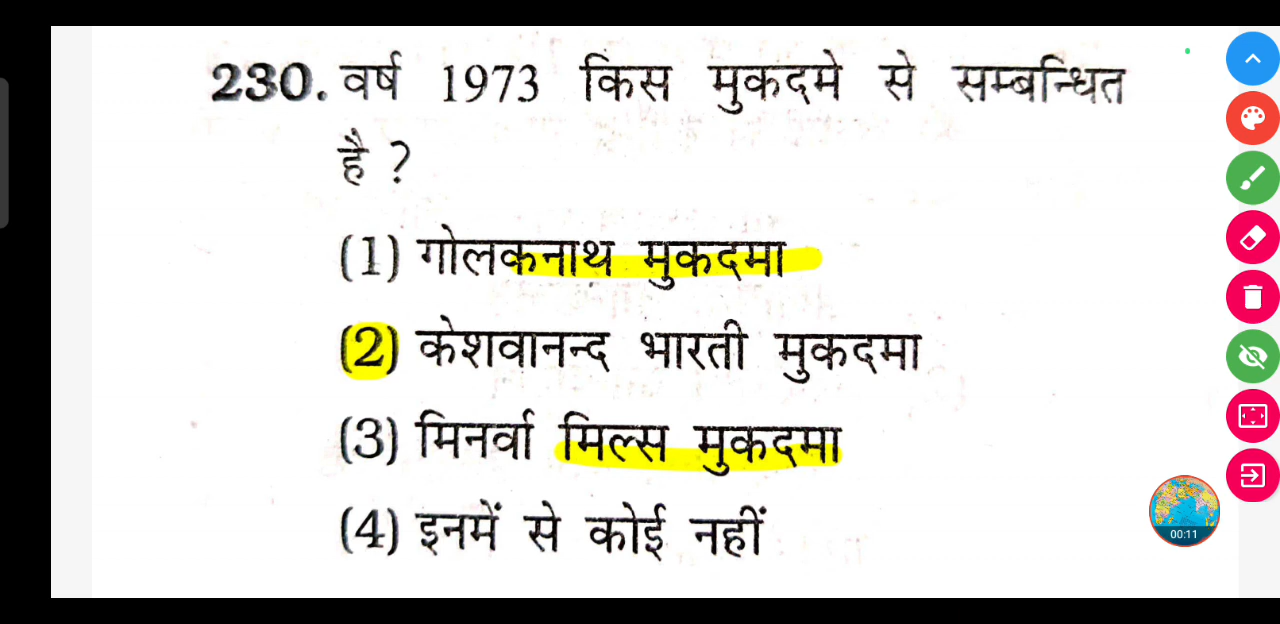 230. वर्ष 1973 किस मुकदमे से सम्बन्धित
है ?
(1) गोलकनाथ मुकदमा
(2) केशवानन्द भारती मुकदमा
(3) मिनर्वा मिल्स मुकदमा
(4) इनमें से कोई नहीं
00:11